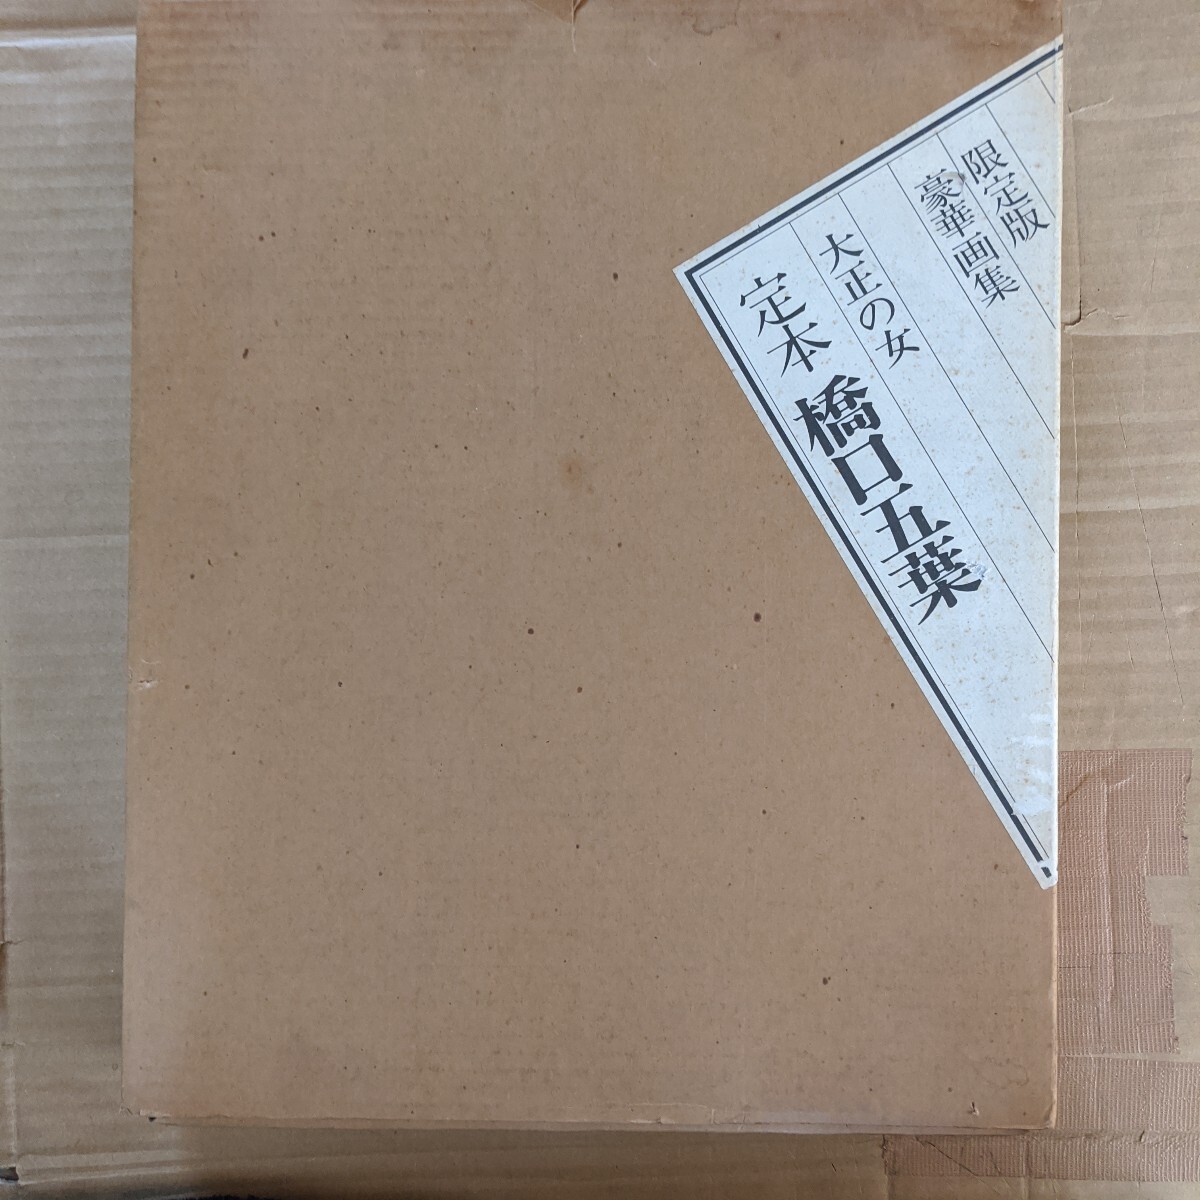 限定版
豪華画集
大正の女
定本 橋口五葉